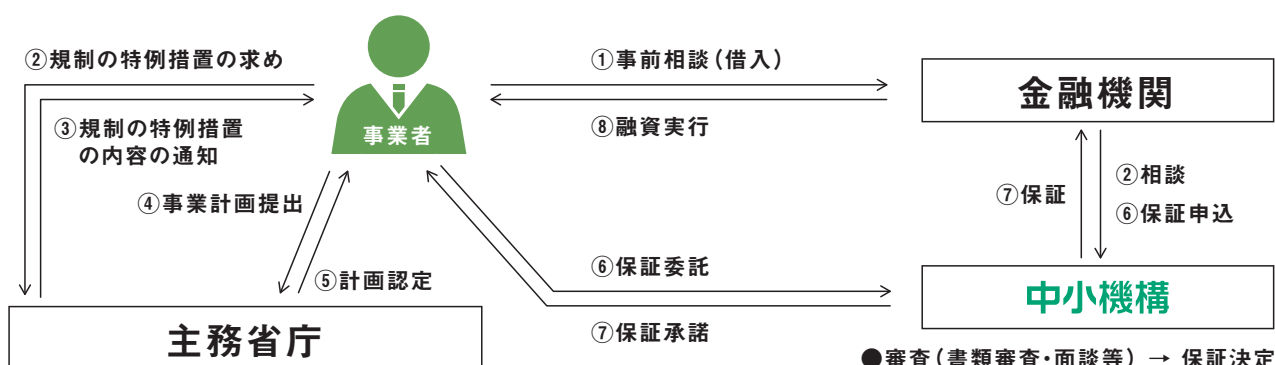 ②規制の特例措置の求め
①事前相談(借入)
金融機関
③規制の特例措置
の内容の通知
事業者
⑧融資実行
④事業計画提出
⑦保証
②相談
⑥保証申込
⑤計画認定
⑥保証委託
中小機構
主務省庁
⑦保証承諾
●審査(書類審査・面談等) → 保証決定